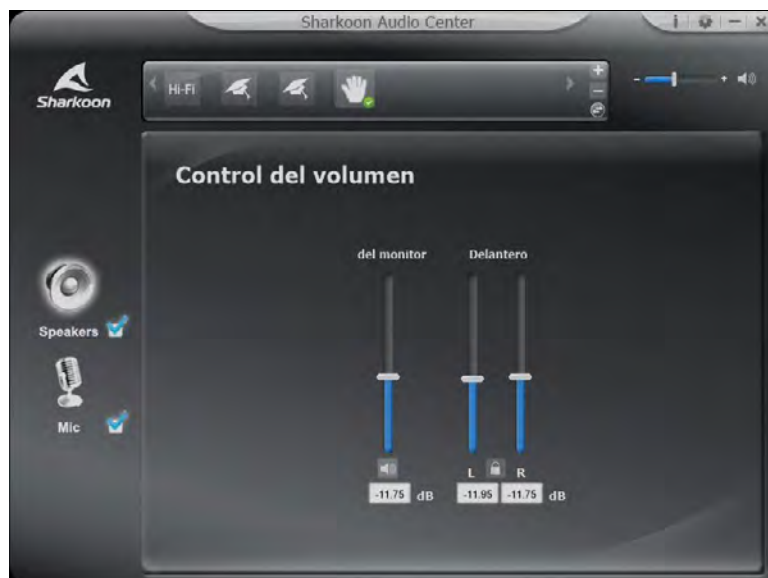 Sharkoon Audio Center
Sharkoon
Hi-Fi
Control del volumen
del monitor
Delantero
Speakers
Mic
L
R
-11.75 dB
-11.95 -11.75 dB